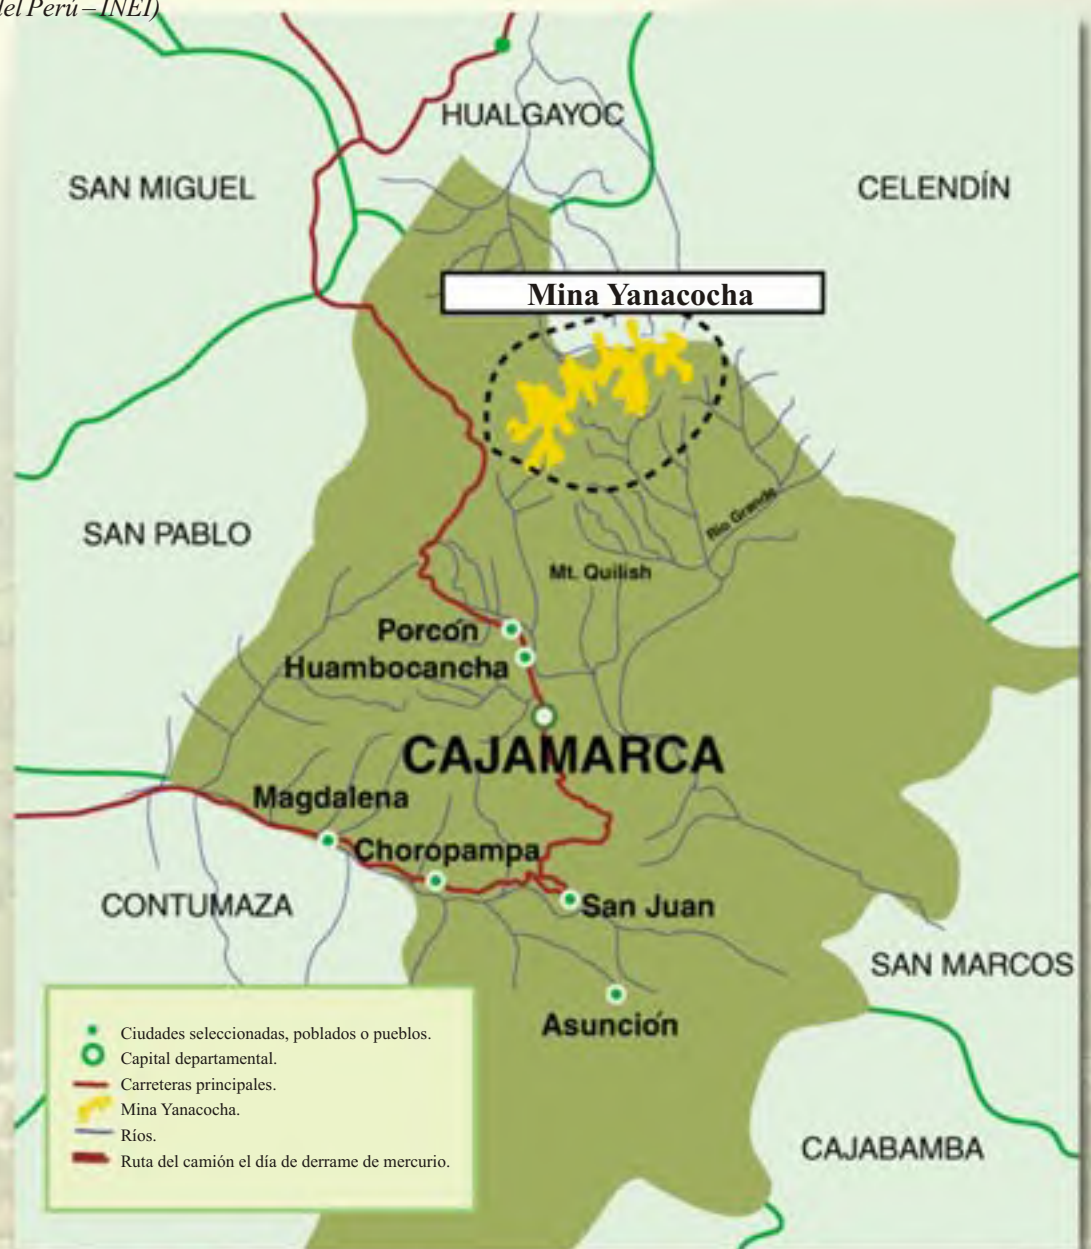 del Perú – INEI)
HUALGAYOC
SAN MIGUEL
CELENDÍN
Mina Yanacocha
Rio Grande
SAN PABLO
Mt. Quilish
Porcón
Huambocancha
CAJAMARCA
Magdalena
Choropampa
CONTUMAZA
San Juan
SAN MARCOS
Asunción
Ciudades seleccionadas, poblados o pueblos.
Capital departamental.
Carreteras principales.
Mina Yanacocha.
Ríos.
Ruta del camión el día de derrame de mercurio.
CAJABAMBA